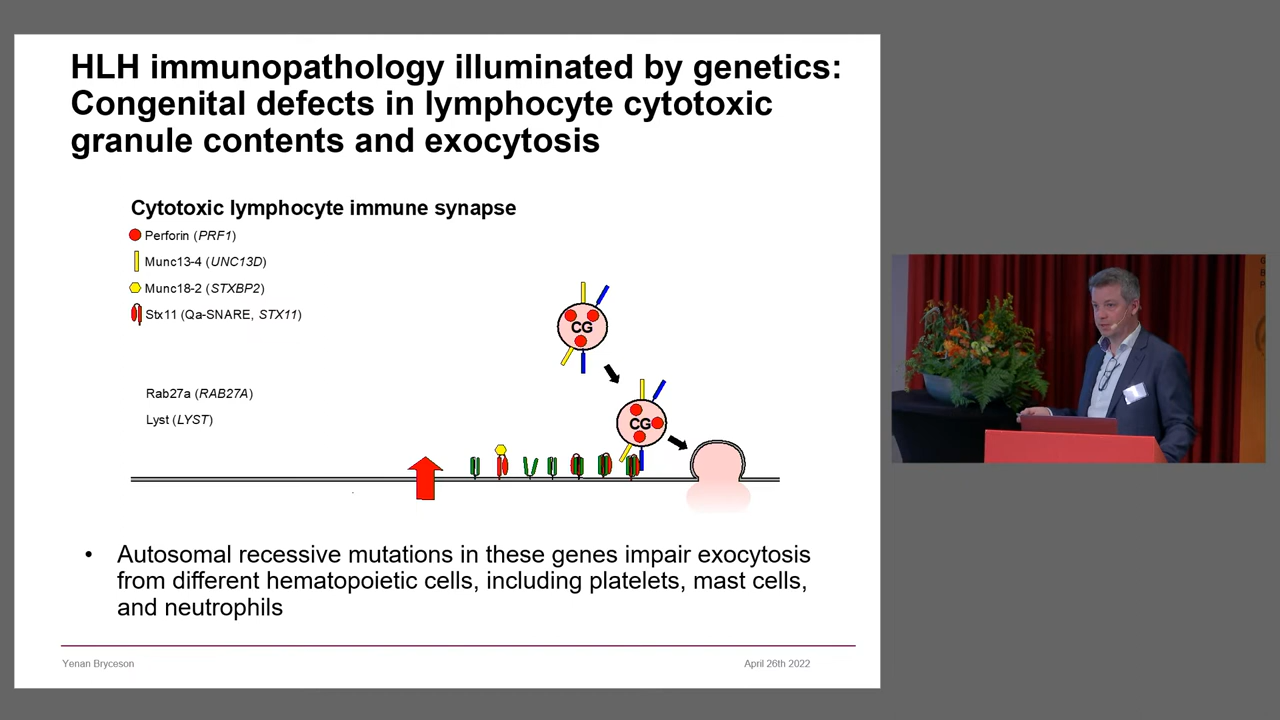 HLH immunopathology illuminated by genetics:
Congenital defects in lymphocyte cytotoxic
granule contents and exocytosis
Cytotoxic lymphocyte immune synapse
Perforin (PRF1)
Munc13-4 (UNC13D)
Munc18-2 (STXBP2)
Stx11 (Qa-SNARE, STX11)
Rab27a (RAB27A)
Lyst (LYST)
CG
CG
• Autosomal recessive mutations in these genes impair exocytosis
from different hematopoietic cells, including platelets, mast cells,
and neutrophils
Yenan Bryceson
April 26th 2022